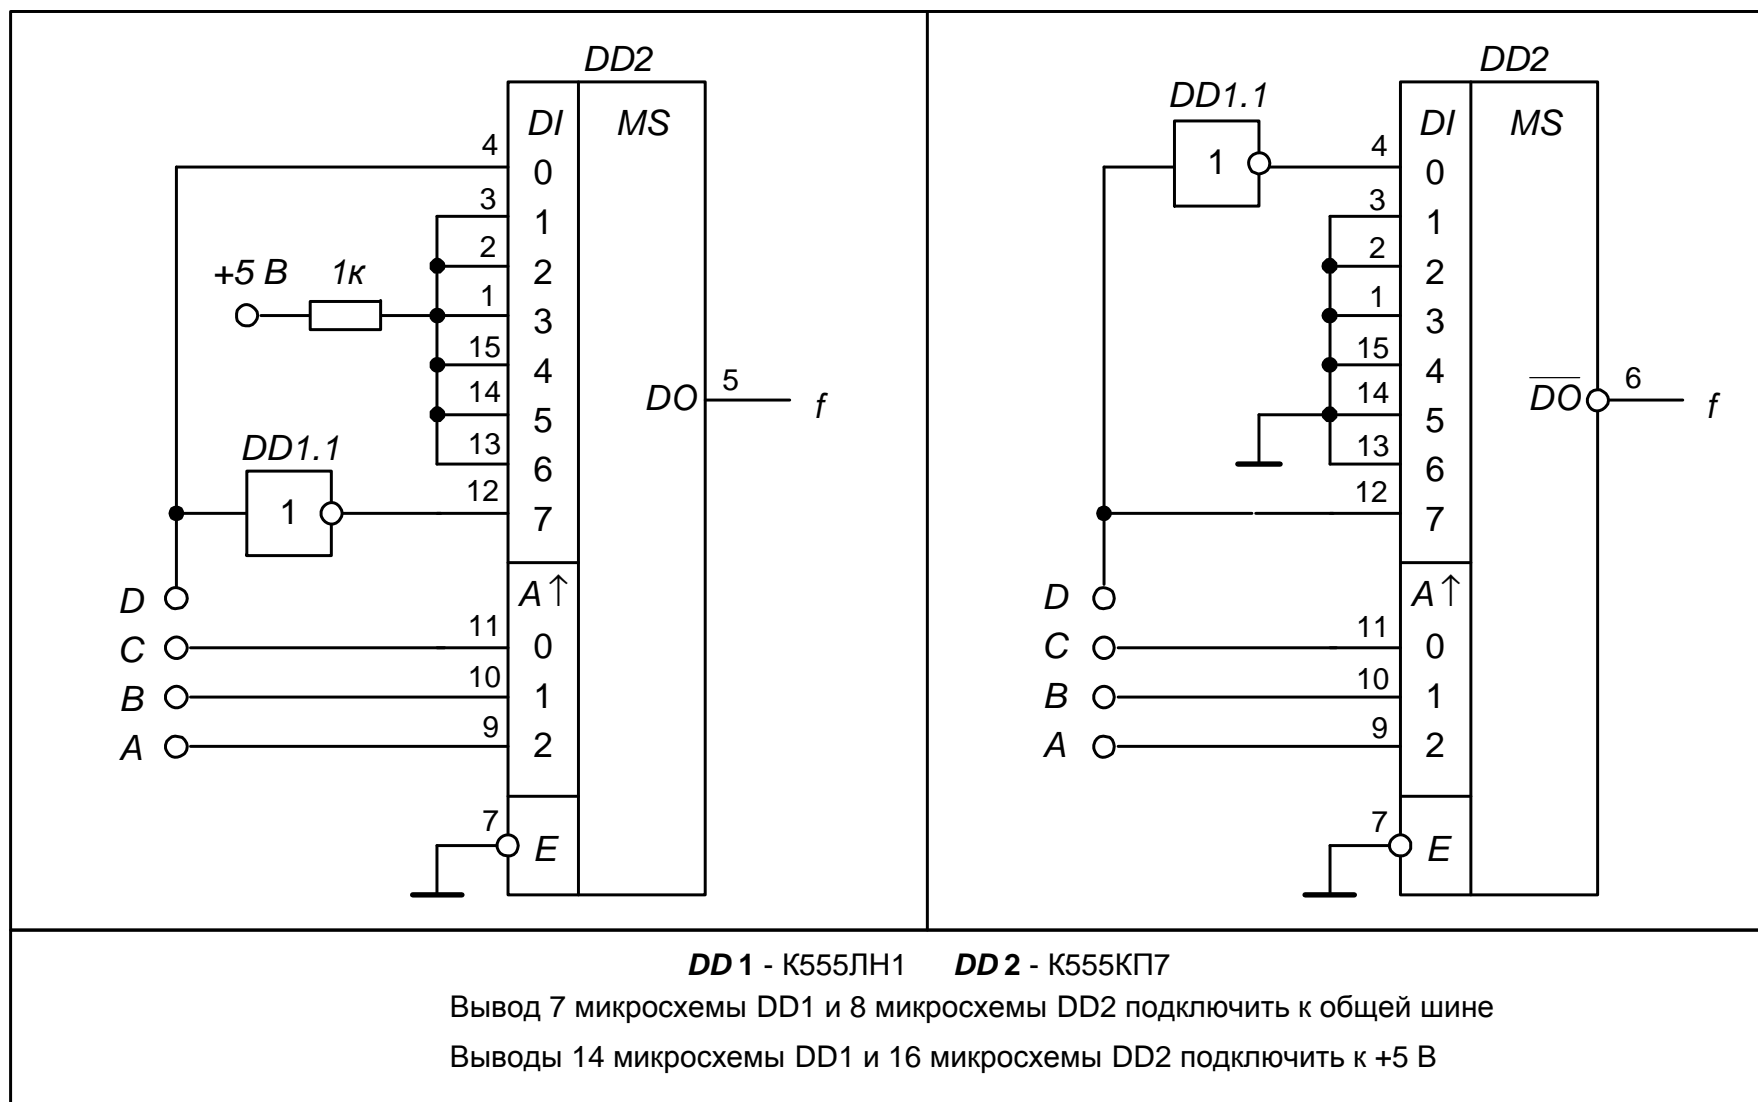 DD2
DI MS
4 0
3 1
2 2
+5 В 1к
1 3
15 4
DO 5 f
14 5
DD1.1
13 6
1
12 7
D
A↑
C 11 0
B 10 1
A 9 2
7 E
DD2
DD1.1
DI MS
1
4 0
3 1
2 2
1 3
15 4
DO 6 f
14 5
13 6
12 7
D
A↑
C 11 0
B 10 1
A 9 2
7 E
DD 1 - К555ЛН1 DD 2 - К555КП7
Вывод 7 микросхемы DD1 и 8 микросхемы DD2 подключить к общей шине
Выводы 14 микросхемы DD1 и 16 микросхемы DD2 подключить к +5 В